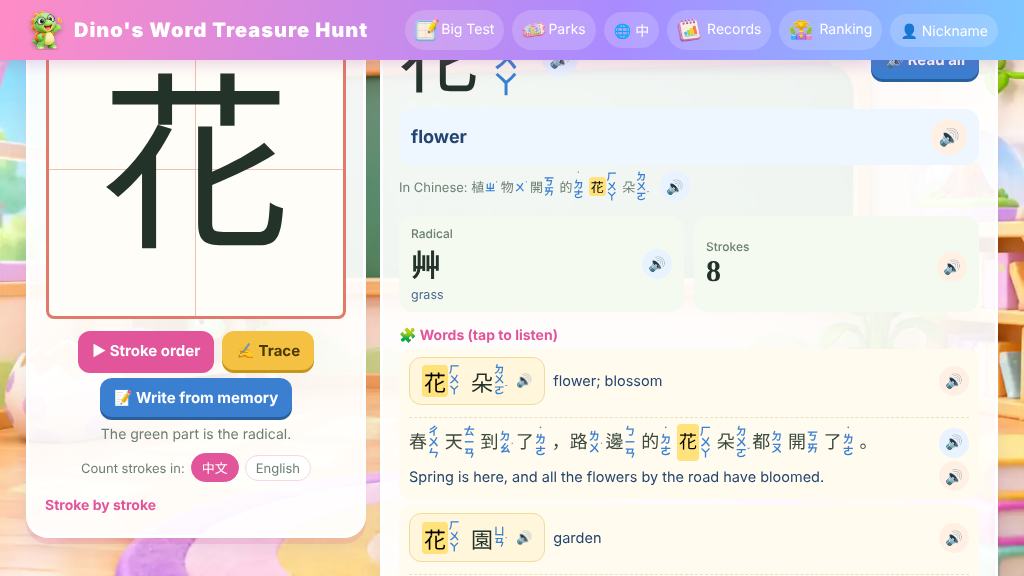 Dino's Word Treasure Hunt
Big Test
Parks
中
Records
Ranking
Nickname
花
▶ Stroke order
Trace
Write from memory
The green part is the radical.
Count strokes in: 中文 English
Stroke by stroke
花 ㄏㄨㄚ
Read all
flower
In Chinese: 植物開的花朵
Radical
艸
grass
Strokes
8
Words (tap to listen)
花朵 flower; blossom
春天到了，路邊的花朵都開了。
Spring is here, and all the flowers by the road have bloomed.
花園 garden